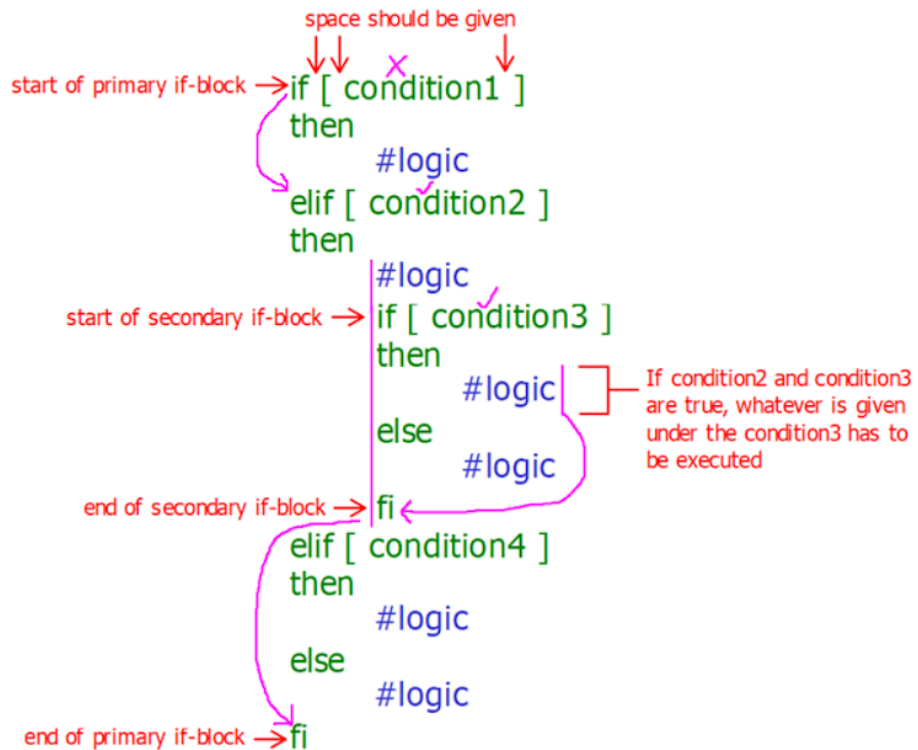 space should be given
start of primary if-block
if [ condition1 ]
then
#logic
elif [ condition2 ]
then
#logic
start of secondary if-block
if [ condition3 ]
then
#logic
If condition2 and condition3
are true, whatever is given
under the condition3 has to
be executed
else
#logic
end of secondary if-block
fi
elif [ condition4 ]
then
#logic
else
#logic
end of primary if-block
fi